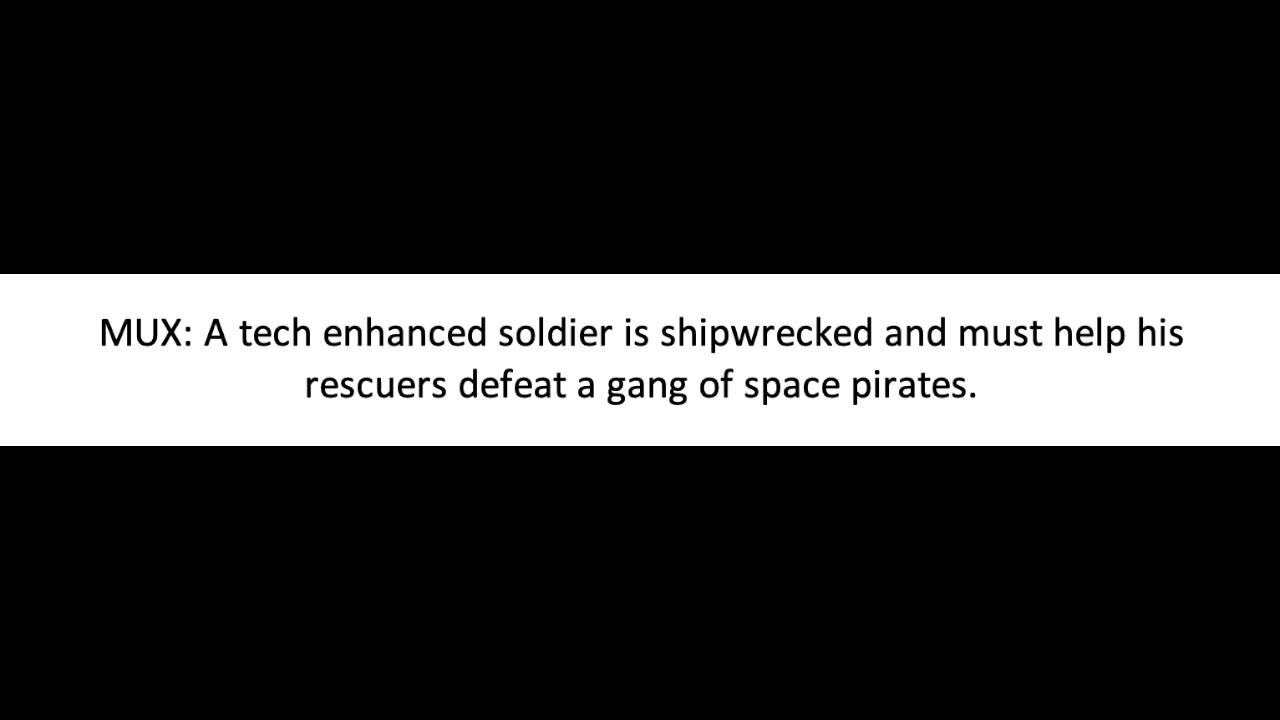 MUX: A tech enhanced soldier is shipwrecked and must help his
rescuers defeat a gang of space pirates.